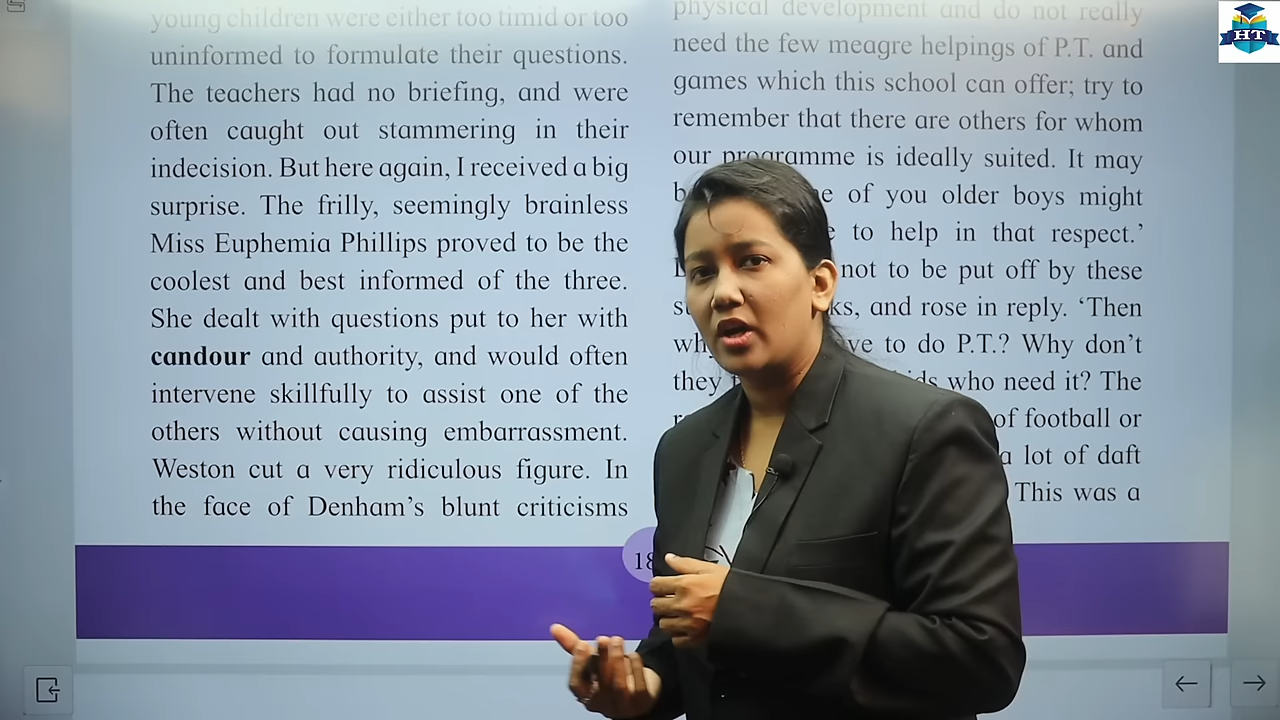 young children were either too timid or too
uninformed to formulate their questions.
The teachers had no briefing, and were
often caught out stammering in their
indecision. But here again, I received a big
surprise. The frilly, seemingly brainless
Miss Euphemia Phillips proved to be the
coolest and best informed of the three.
She dealt with questions put to her with
candour and authority, and would often
intervene skillfully to assist one of the
others without causing embarrassment.
Weston cut a very ridiculous figure. In
the face of Denham's blunt criticisms
physical development and do not really
need the few meagre helpings of P.T. and
games which this school can offer; try to
remember that there are others for whom
our programme is ideally suited. It may
of you older boys might
to help in that respect.'
not to be put off by these
and rose in reply. 'Then
to do P.T.? Why don't
they who need it? The
of football or
a lot of daft
This was a
18
HT